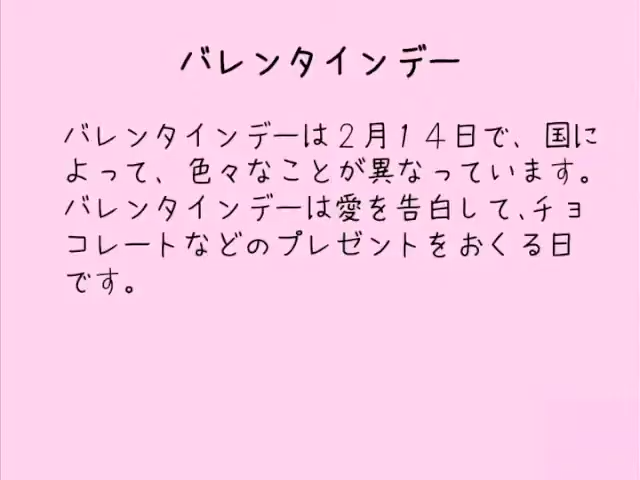 バレンタインデー
バレンタインデーは２月１４日で、国に
よって、色々なことが異なっています。
バレンタインデーは愛を告白して、チョ
コレートなどのプレゼントをおくる日
です。